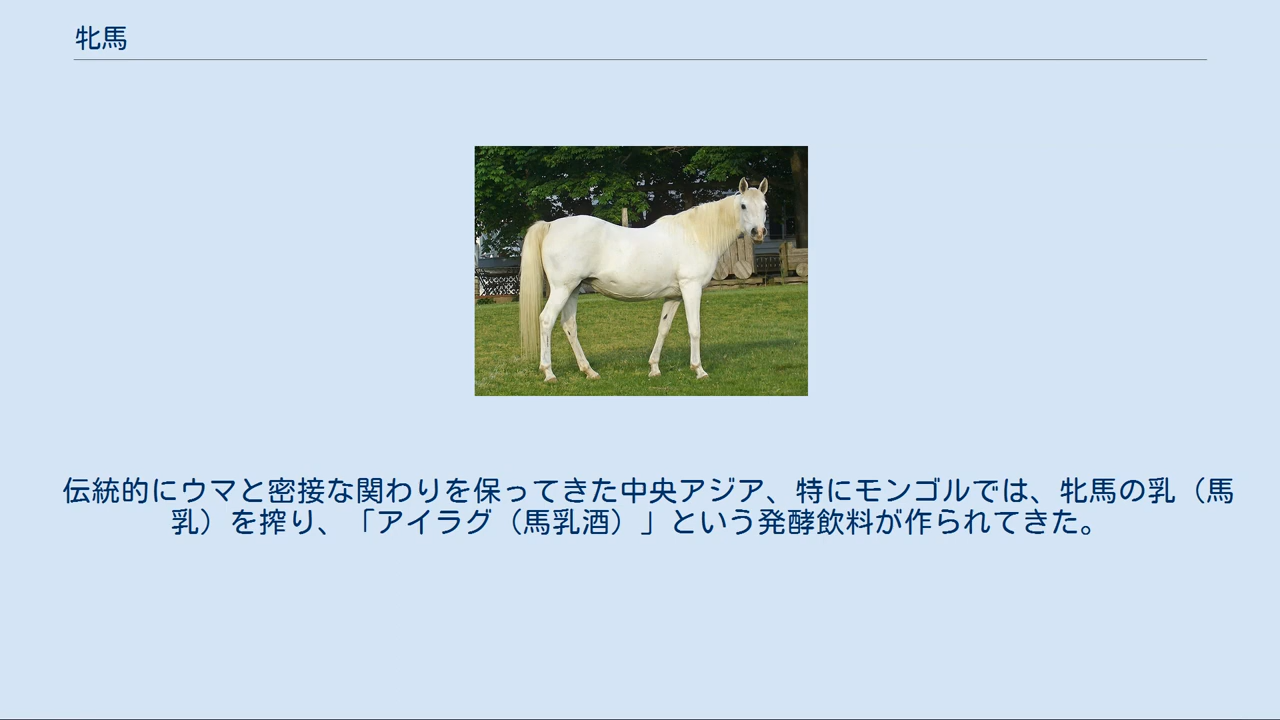 牝馬
伝統的にウマと密接な関わりを保ってきた中央アジア、特にモンゴルでは、牝馬の乳（馬
乳）を搾り、「アイラグ（馬乳酒）」という発酵飲料が作られてきた。